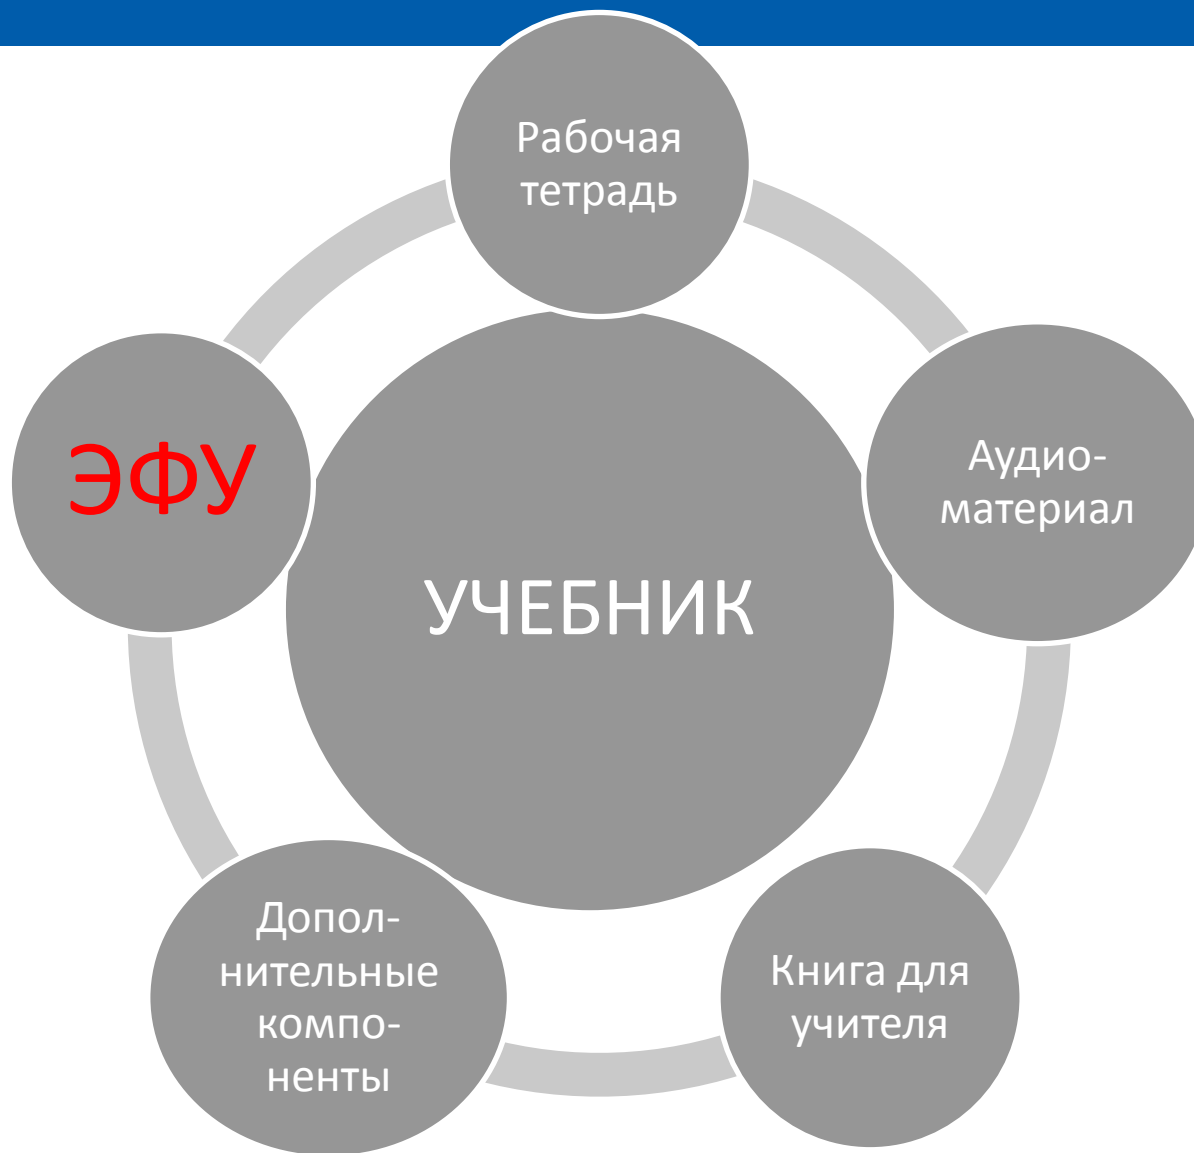 Рабочая
тетрадь
ЭФУ
Аудио-
материал
УЧЕБНИК
Допол-
нительные
компо-
ненты
Книга для
учителя